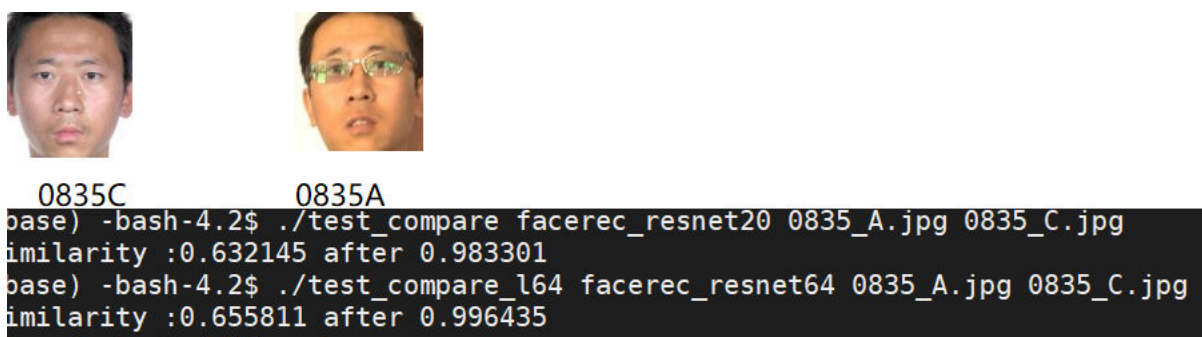 0835C 0835A
base) -bash-4.2$ ./test_compare facerec_resnet20 0835_A.jpg 0835_C.jpg
imilarity :0.632145 after 0.983301
base) -bash-4.2$ ./test_compare_l64 facerec_resnet64 0835_A.jpg 0835_C.jpg
imilarity :0.655811 after 0.996435